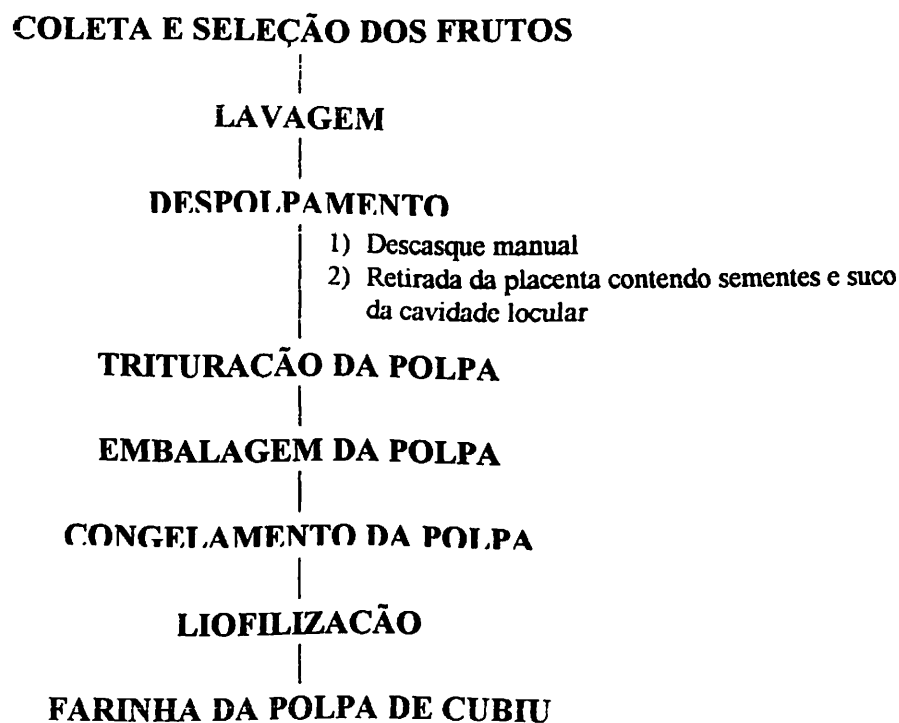 COLETA E SELEÇÃO DOS FRUTOS
LAVAGEM
DESPOLPAMENTO
1) Descasque manual
2) Retirada da placenta contendo sementes e suco
da cavidade locular
TRITURACÃO DA POLPA
EMBALAGEM DA POLPA
CONGELAMENTO DA POLPA
LIOFILIZACÃO
FARINHA DA POLPA DE CUBIU